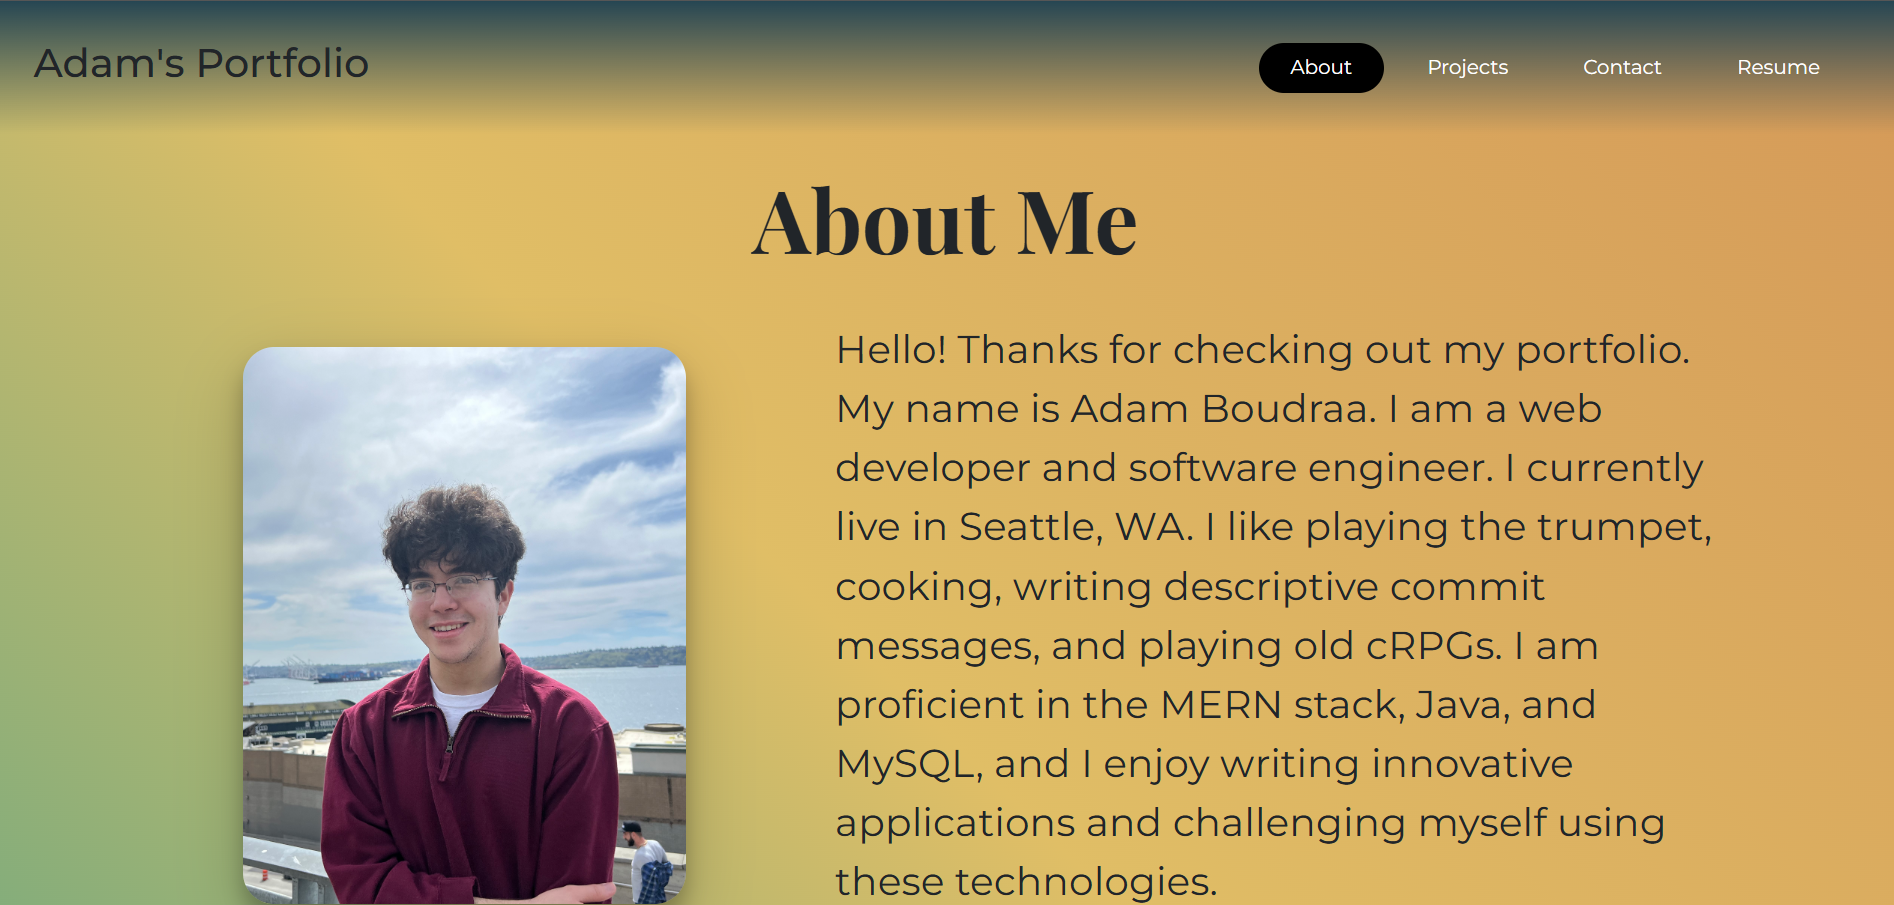 Adam's Portfolio
About
Projects
Contact
Resume
About Me
Hello! Thanks for checking out my portfolio.
My name is Adam Boudraa. I am a web
developer and software engineer. I currently
live in Seattle, WA. I like playing the trumpet,
cooking, writing descriptive commit
messages, and playing old cRPGs. I am
proficient in the MERN stack, Java, and
MySQL, and I enjoy writing innovative
applications and challenging myself using
these technologies.